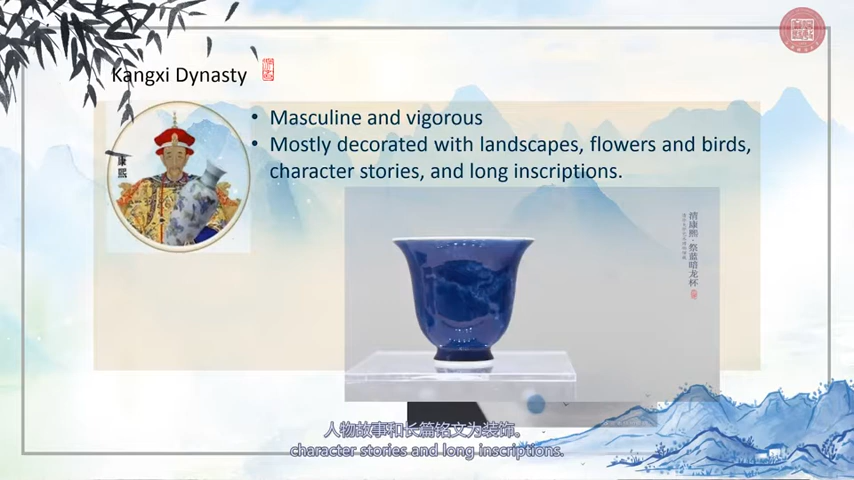 Kangxi Dynasty
• Masculine and vigorous
• Mostly decorated with landscapes, flowers and birds,
character stories, and long inscriptions.
康熙
清康熙·祭蓝暗龙杯
人物故事和长篇铭文为装饰。
character stories and long inscriptions.